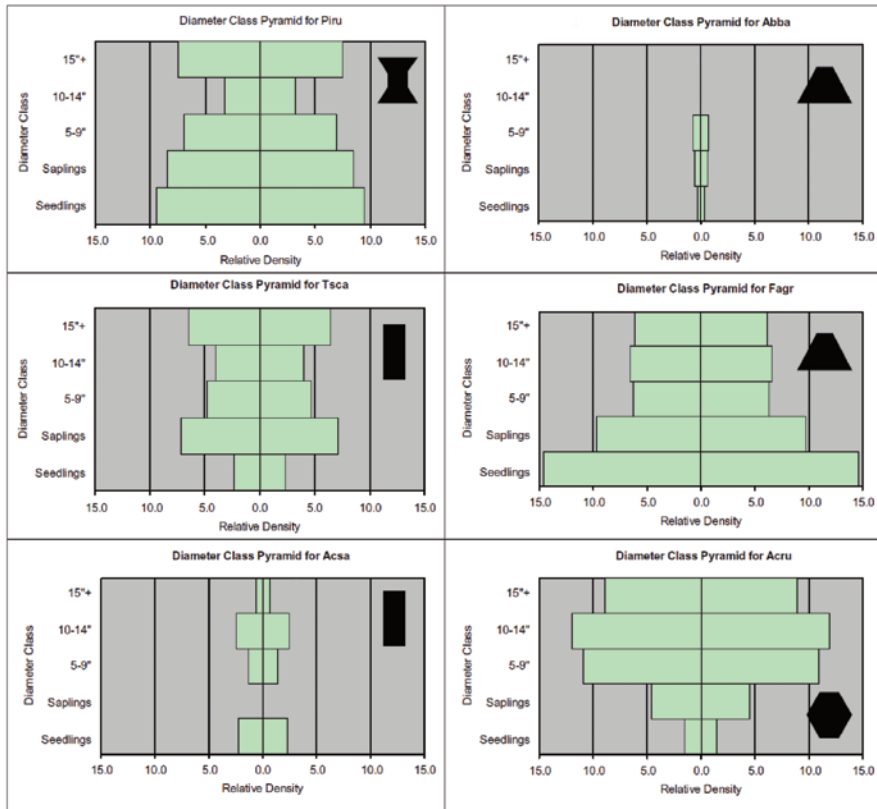 Diameter Class Pyramid for Piru
Diameter Class
15"+
10-14"
5-9"
Saplings
Seedlings
15.0 10.0 5.0 0.0 5.0 10.0 15.0
Relative Density
Diameter Class Pyramid for Abba
Diameter Class
15"+
10-14"
5-9"
Saplings
Seedlings
15.0 10.0 5.0 0.0 5.0 10.0 15.0
Relative Density
Diameter Class Pyramid for Tsca
Diameter Class
15"+
10-14"
5-9"
Saplings
Seedlings
15.0 10.0 5.0 0.0 5.0 10.0 15.0
Relative Density
Diameter Class Pyramid for Fagr
Diameter Class
15"+
10-14"
5-9"
Saplings
Seedlings
15.0 10.0 5.0 0.0 5.0 10.0 15.0
Relative Density
Diameter Class Pyramid for Acsa
Diameter Class
15"+
10-14"
5-9"
Saplings
Seedlings
15.0 10.0 5.0 0.0 5.0 10.0 15.0
Relative Density
Diameter Class Pyramid for Acru
Diameter Class
15"+
10-14"
5-9"
Saplings
Seedlings
15.0 10.0 5.0 0.0 5.0 10.0 15.0
Relative Density